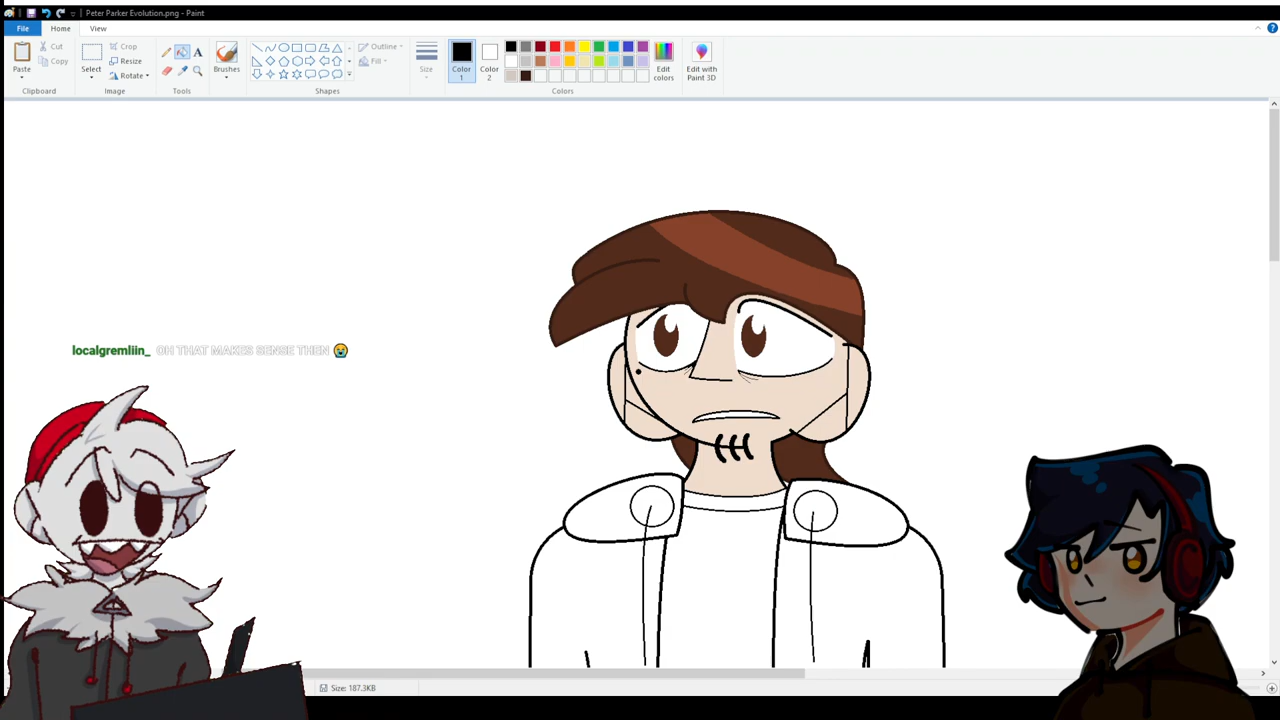 Peter Parker Evolution.png - Paint
File Home View
Paste
Cut
Copy
Clipboard
Select
Crop
Resize
Rotate
Image
A
Tools
Brushes
Outline
Fill
Shapes
Size
Color 1
Color 2
Edit colors
Colors
Edit with Paint 3D
localgremliin_ OH THAT MAKES SENSE THEN 😭
Size: 187.3KB